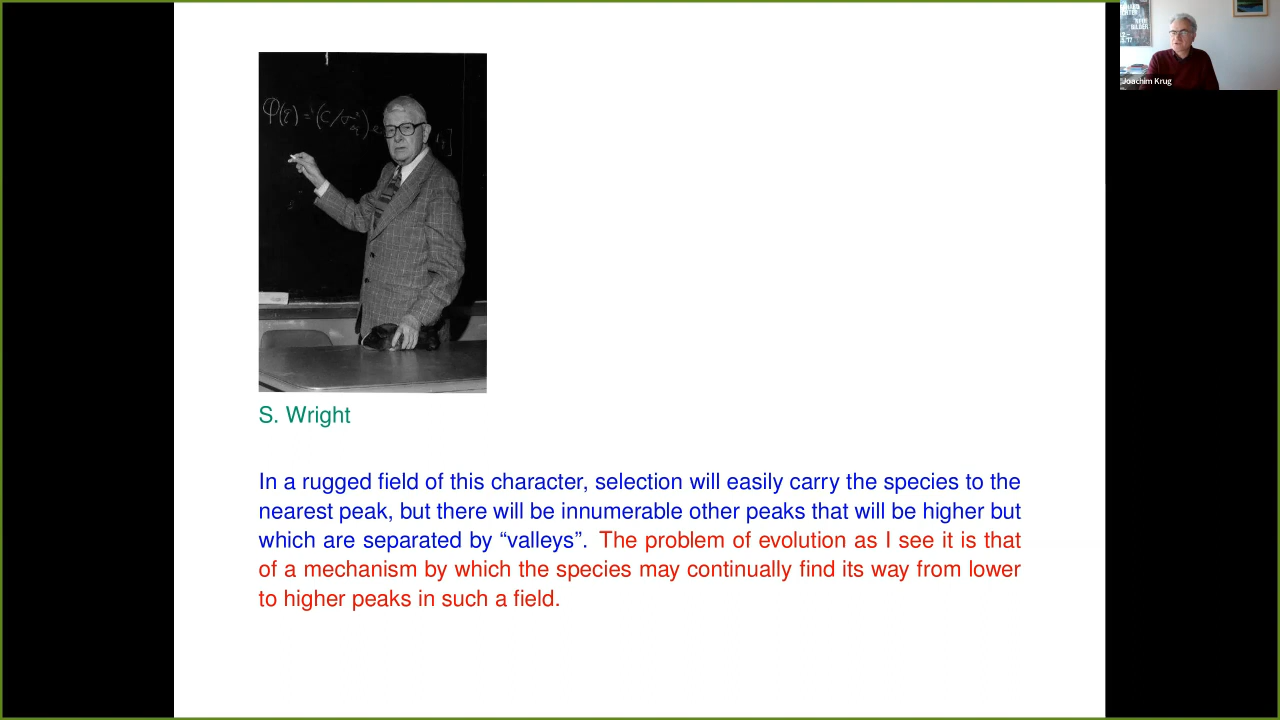 φ(τ) = (C/σ
Joachim Krug
S. Wright
In a rugged field of this character, selection will easily carry the species to the
nearest peak, but there will be innumerable other peaks that will be higher but
which are separated by “valleys”. The problem of evolution as I see it is that
of a mechanism by which the species may continually find its way from lower
to higher peaks in such a field.